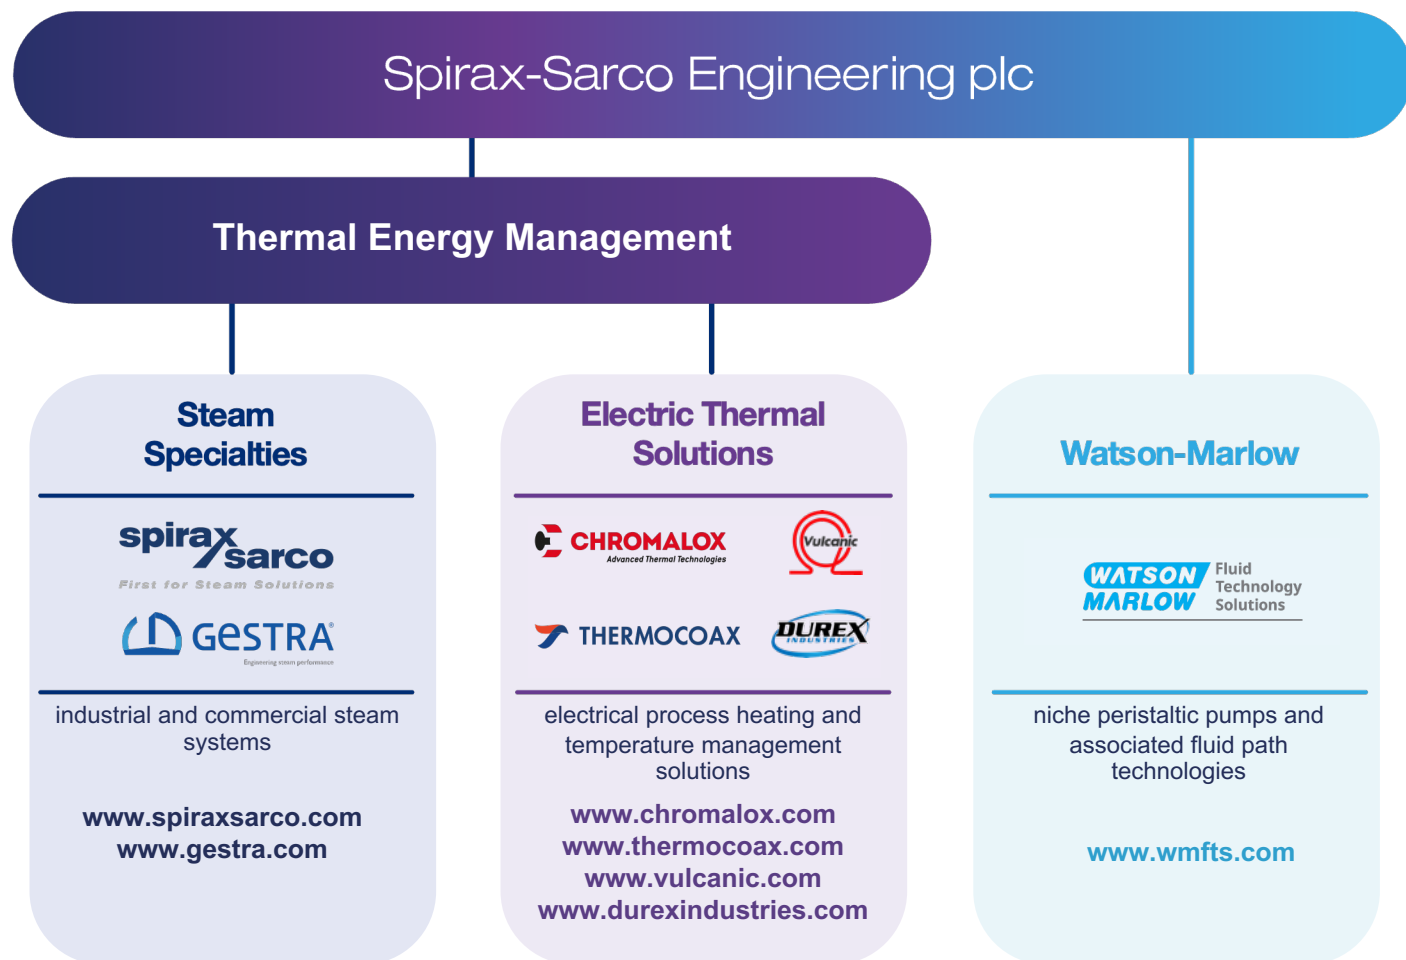 Spirax-Sarco Engineering plc
Thermal Energy Management
Steam
Specialties
spirax
sarco
First for Steam Solutions
GESTRA®
Engineering steam performance
industrial and commercial steam
systems
www.spiraxsarco.com
www.gestra.com
Electric Thermal
Solutions
CHROMALOX
Advanced Thermal Technologies
Vulcanic
THERMOCOAX
DUREX
INDUSTRIES
electrical process heating and
temperature management
solutions
www.chromalox.com
www.thermocoax.com
www.vulcanic.com
www.durexindustries.com
Watson-Marlow
WATSON
MARLOW
Fluid
Technology
Solutions
niche peristaltic pumps and
associated fluid path
technologies
www.wmfts.com